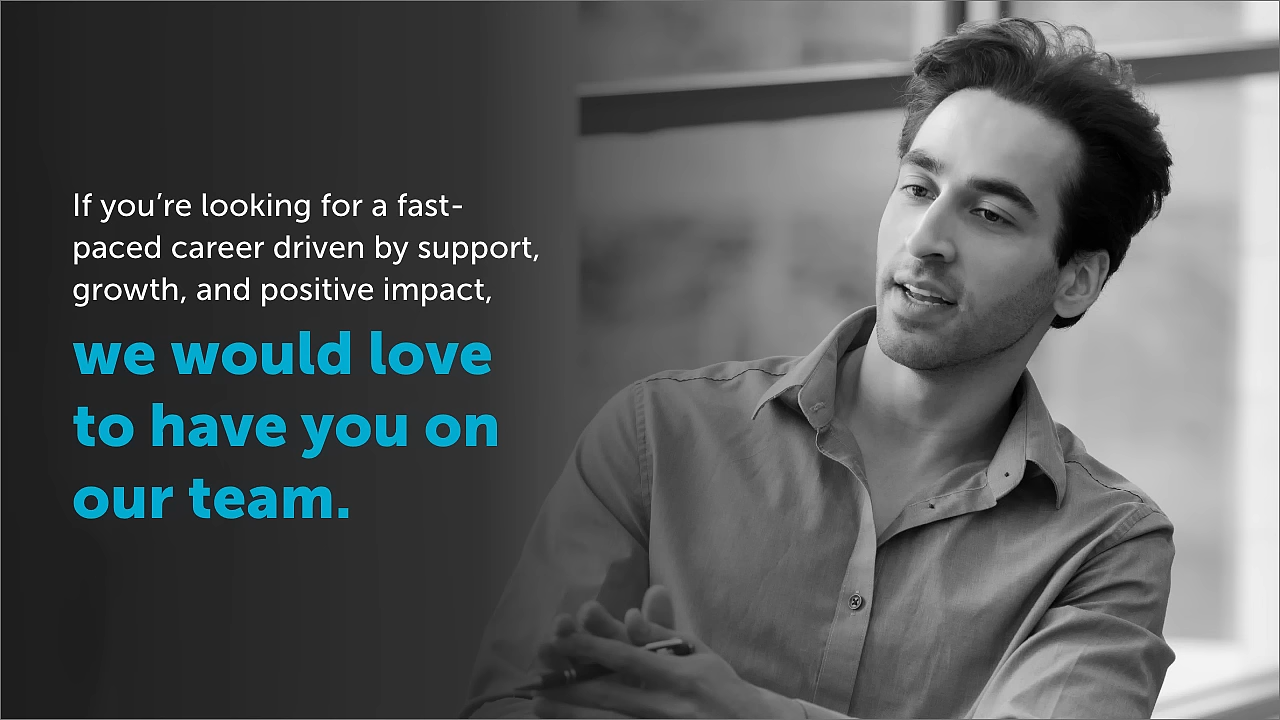 If you’re looking for a fast-
paced career driven by support,
growth, and positive impact,
we would love
to have you on
our team.